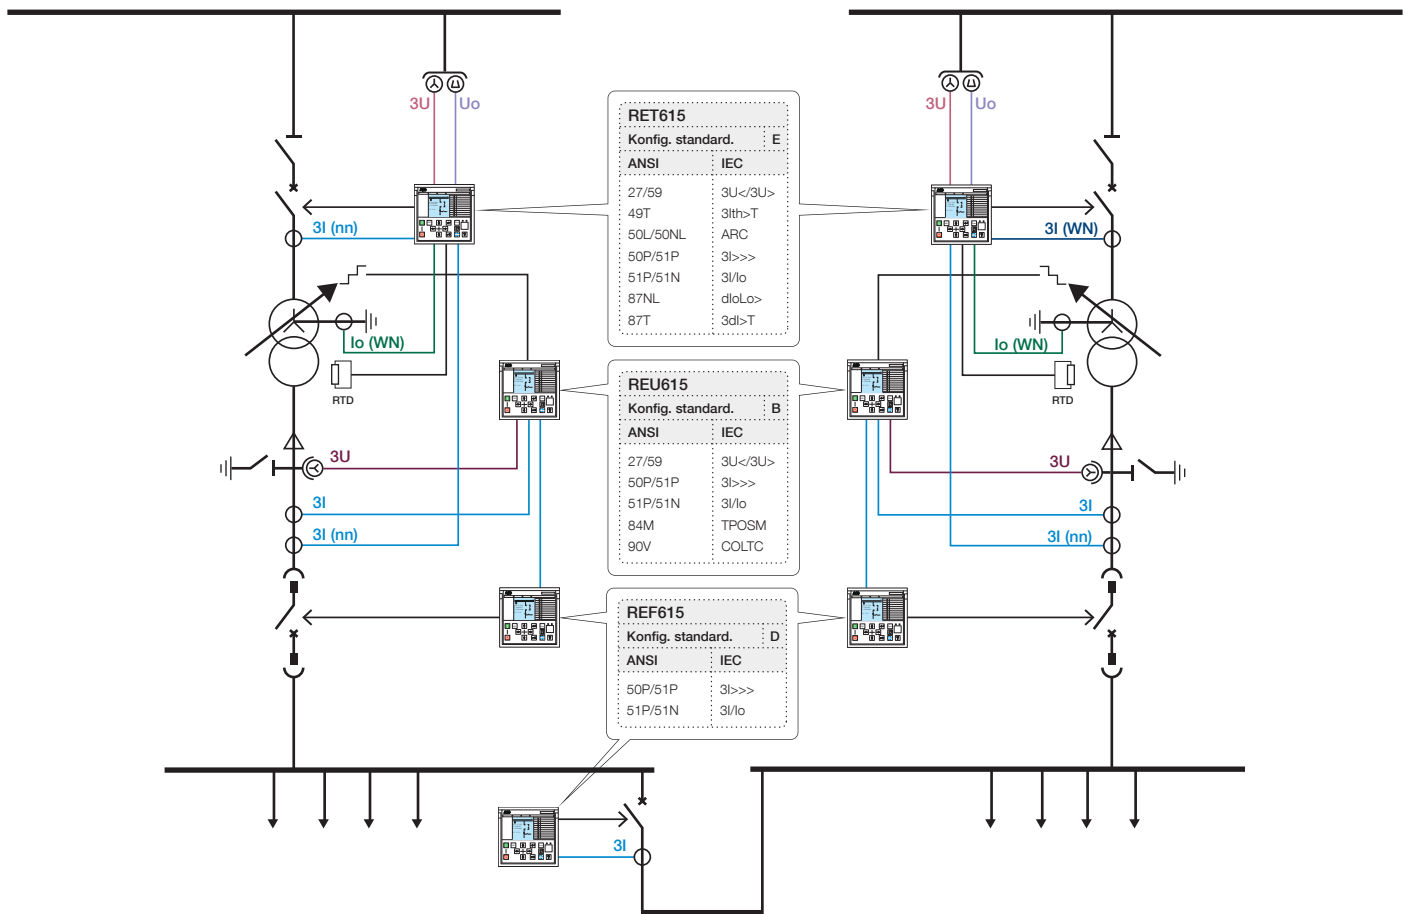 3U Uo
3U Uo
RET615
Konfig. standard. E
ANSI IEC
27/59 3U</3U>
49T 3Ith>T
50L/50NL ARC
50P/51P 3I>>>
51P/51N 3I/Io
87NL dIoLo>
87T 3dI>T
3I (nn)
3I (WN)
Io (WN)
Io (WN)
RTD
RTD
REU615
Konfig. standard. B
ANSI IEC
27/59 3U</3U>
50P/51P 3I>>>
51P/51N 3I/Io
84M TPOSM
90V COLTC
3U
3U
3I
3I
3I (nn)
3I (nn)
REF615
Konfig. standard. D
ANSI IEC
50P/51P 3I>>>
51P/51N 3I/Io
3I